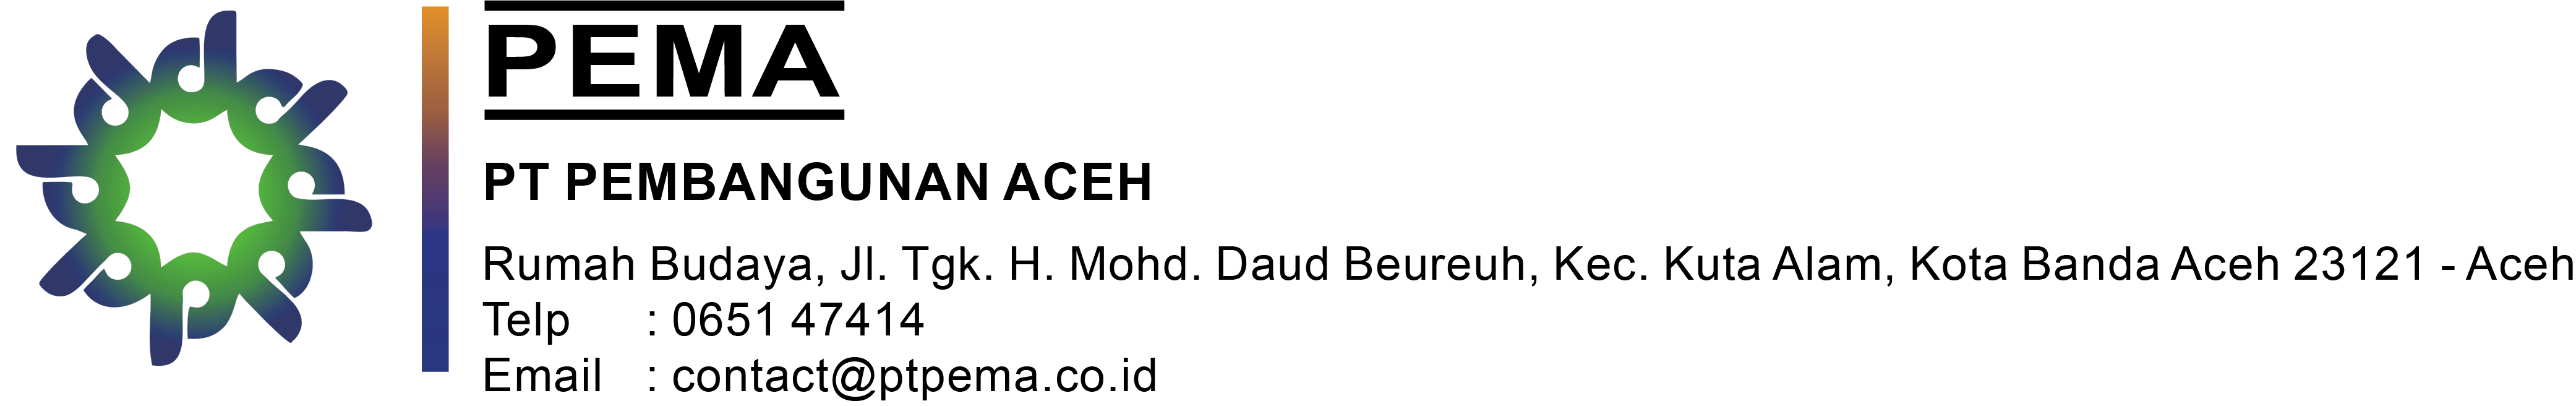 PEMA
PT PEMBANGUNAN ACEH
Rumah Budaya, Jl. Tgk. H. Mohd. Daud Beureuh, Kec. Kuta Alam, Kota Banda Aceh 23121 - Aceh
Telp : 0651 47414
Email : contact@ptpema.co.id